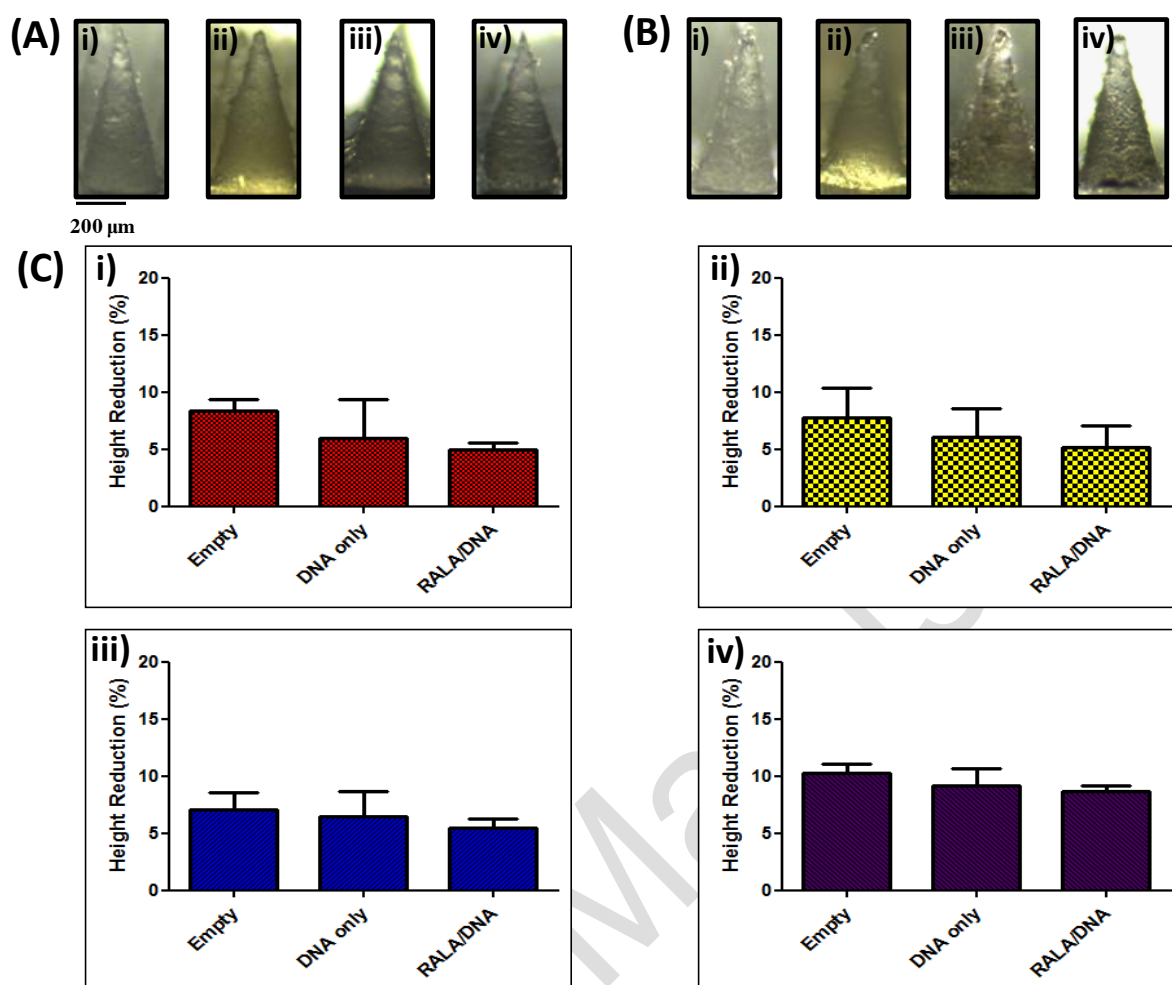 (A)
i)
ii)
iii)
iv)
(B)
i)
ii)
iii)
iv)
200 µm
(C)
i)
Height Reduction (%)
20
15
10
5
0
Empty
DNA only
RALA/DNA
ii)
Height Reduction (%)
20
15
10
5
0
Empty
DNA only
RALA/DNA
iii)
Height Reduction (%)
20
15
10
5
0
Empty
DNA only
RALA/DNA
iv)
Height Reduction (%)
20
15
10
5
0
Empty
DNA only
RALA/DNA